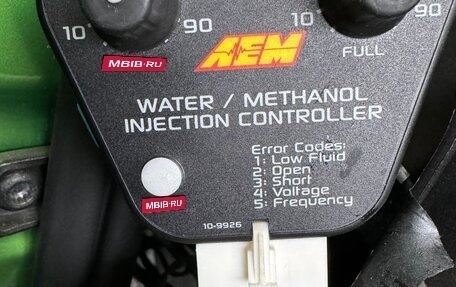 10 90 10 90
MBIB.RU
AEM
FULL
WATER / METHANOL
INJECTION CONTROLLER
Error Codes:
1: Low Fluid
2: Open
3: Short
4: Voltage
5: Frequency
MBIB.RU
10-9926